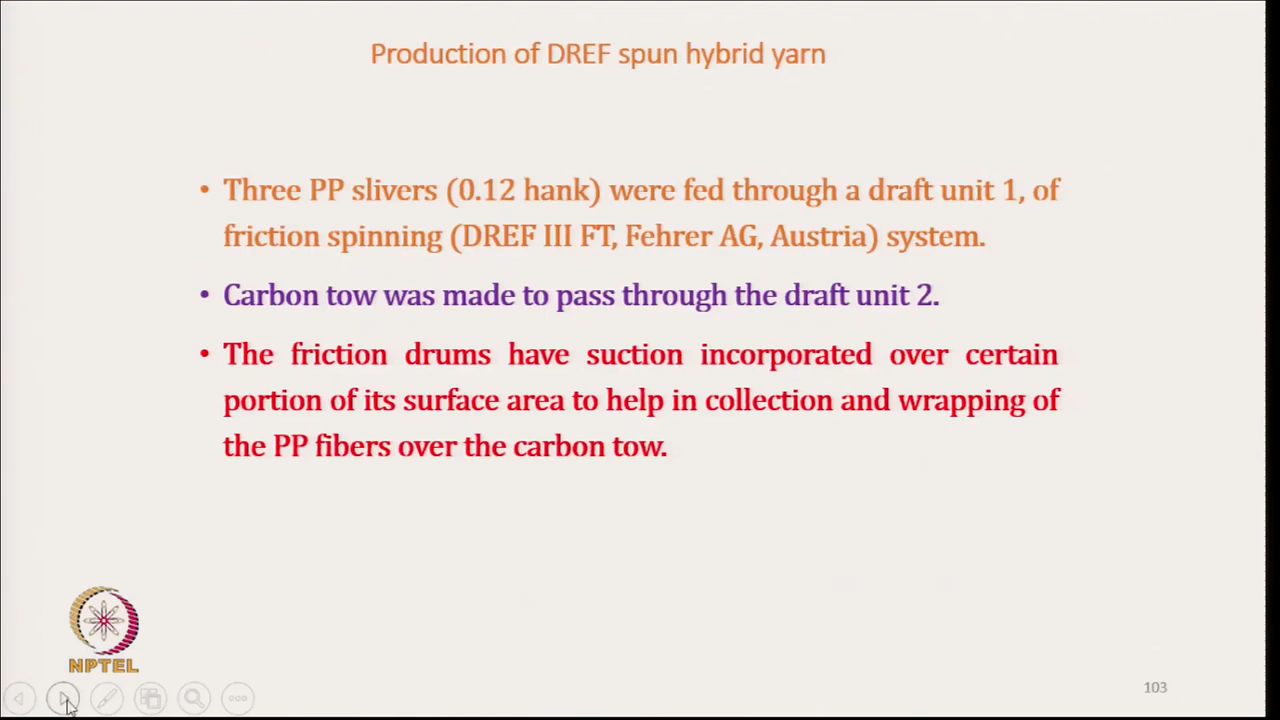 Production of DREF spun hybrid yarn
• Three PP slivers (0.12 hank) were fed through a draft unit 1, of
friction spinning (DREF III FT, Fehrer AG, Austria) system.
• Carbon tow was made to pass through the draft unit 2.
• The friction drums have suction incorporated over certain
portion of its surface area to help in collection and wrapping of
the PP fibers over the carbon tow.
NPTEL
103